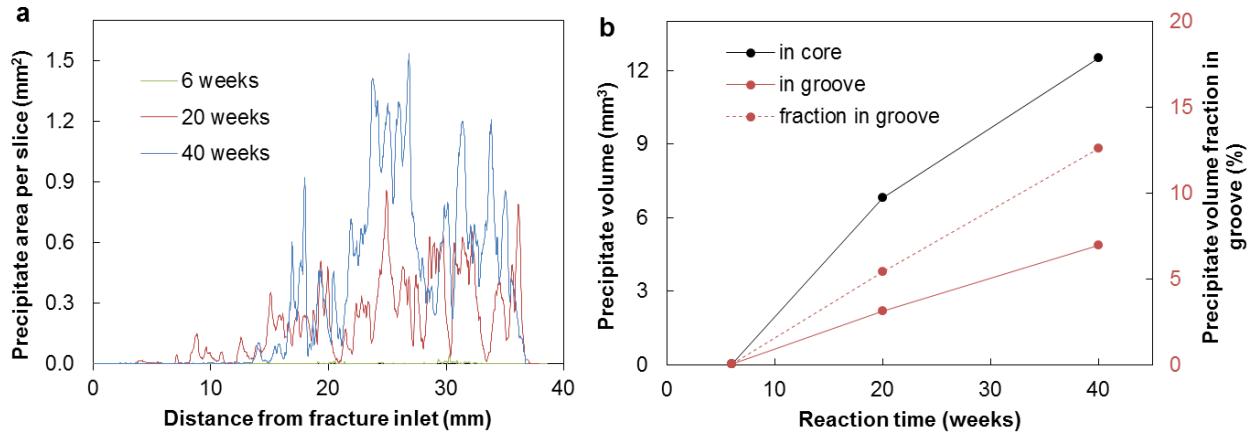 a
Precipitate area per slice (mm²)
1.5
1.2
0.9
0.6
0.3
0.0
6 weeks
20 weeks
40 weeks
0
10
20
30
40
Distance from fracture inlet (mm)
b
Precipitate volume (mm³)
12
9
6
3
0
in core
in groove
fraction in groove
20
15
10
5
0
Precipitate volume fraction in
groove (%)
0
10
20
30
40
Reaction time (weeks)